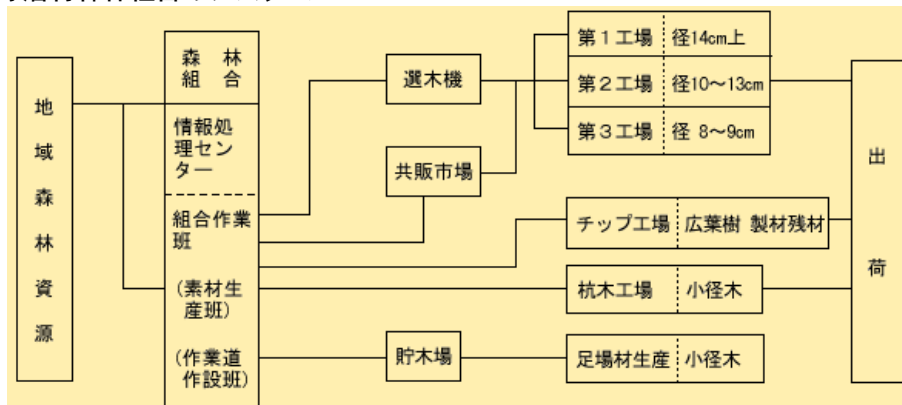 地
域
森
林
資
源
森 林
組 合
情報処
理セン
ター
組合作業
班
(素材生
産班)
(作業道
作設班)
選木機
共販市場
貯木場
第1工場 径14cm上
第2工場 径10～13cm
第3工場 径 8～9cm
チップ工場 広葉樹 製材残材
杭木工場 小径木
足場材生産 小径木
出
荷